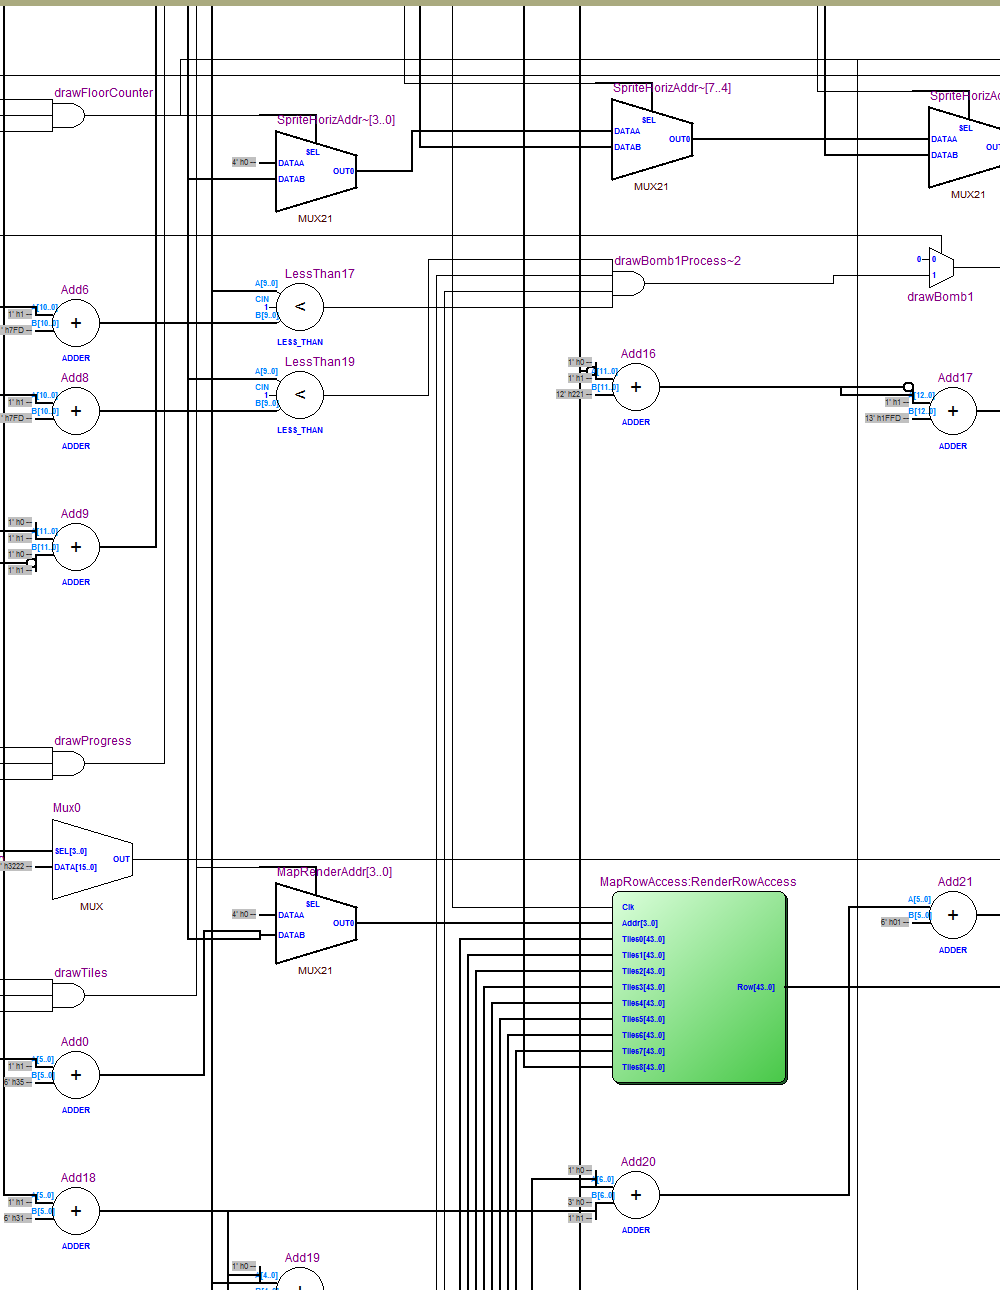 drawFloorCounter
SpriteHorizAddr~[3..0]
SEL
4' h0
DATAA
DATAB
OUT0
MUX21
SpriteHorizAddr~[7..4]
SEL
DATAA
DATAB
OUT0
MUX21
SEL
DATAA
DATAB
MUX21
LessThan17
A[9..0]
CIN
1
B[9..0]
<
LESS_THAN
drawBomb1Process~2
0
0
1
drawBomb1
Add6
A[10..0]
1' h1
B[10..0]
h7FD
+
ADDER
LessThan19
A[9..0]
CIN
1
B[9..0]
<
LESS_THAN
Add8
A[10..0]
1' h1
B[10..0]
h7FD
+
ADDER
Add16
1' h0
A[11..0]
1' h1
B[11..0]
12' h221
+
ADDER
Add17
A[12..0]
1' h1
B[12..0]
13' h1FFD
+
ADDER
Add9
1' h0
A[11..0]
1' h1
B[11..0]
1' h0
1' h1
+
ADDER
drawProgress
Mux0
SEL[3..0]
h3222
DATA[15..0]
OUT
MUX
MapRenderAddr[3..0]
SEL
4' h0
DATAA
DATAB
OUT0
MUX21
MapRowAccess:RenderRowAccess
Clk
Addr[3..0]
Tiles0[43..0]
Tiles1[43..0]
Tiles2[43..0]
Tiles3[43..0]
Row[43..0]
Tiles4[43..0]
Tiles5[43..0]
Tiles6[43..0]
Tiles7[43..0]
Tiles8[43..0]
Add21
A[5..0]
B[5..0]
6' h01
+
ADDER
drawTiles
Add0
A[5..0]
1' h1
B[5..0]
6' h35
+
ADDER
Add18
A[5..0]
1' h1
B[5..0]
6' h31
+
ADDER
Add20
1' h0
A[6..0]
B[6..0]
3' h0
1' h1
+
ADDER
Add19
1' h0
A[4..0]